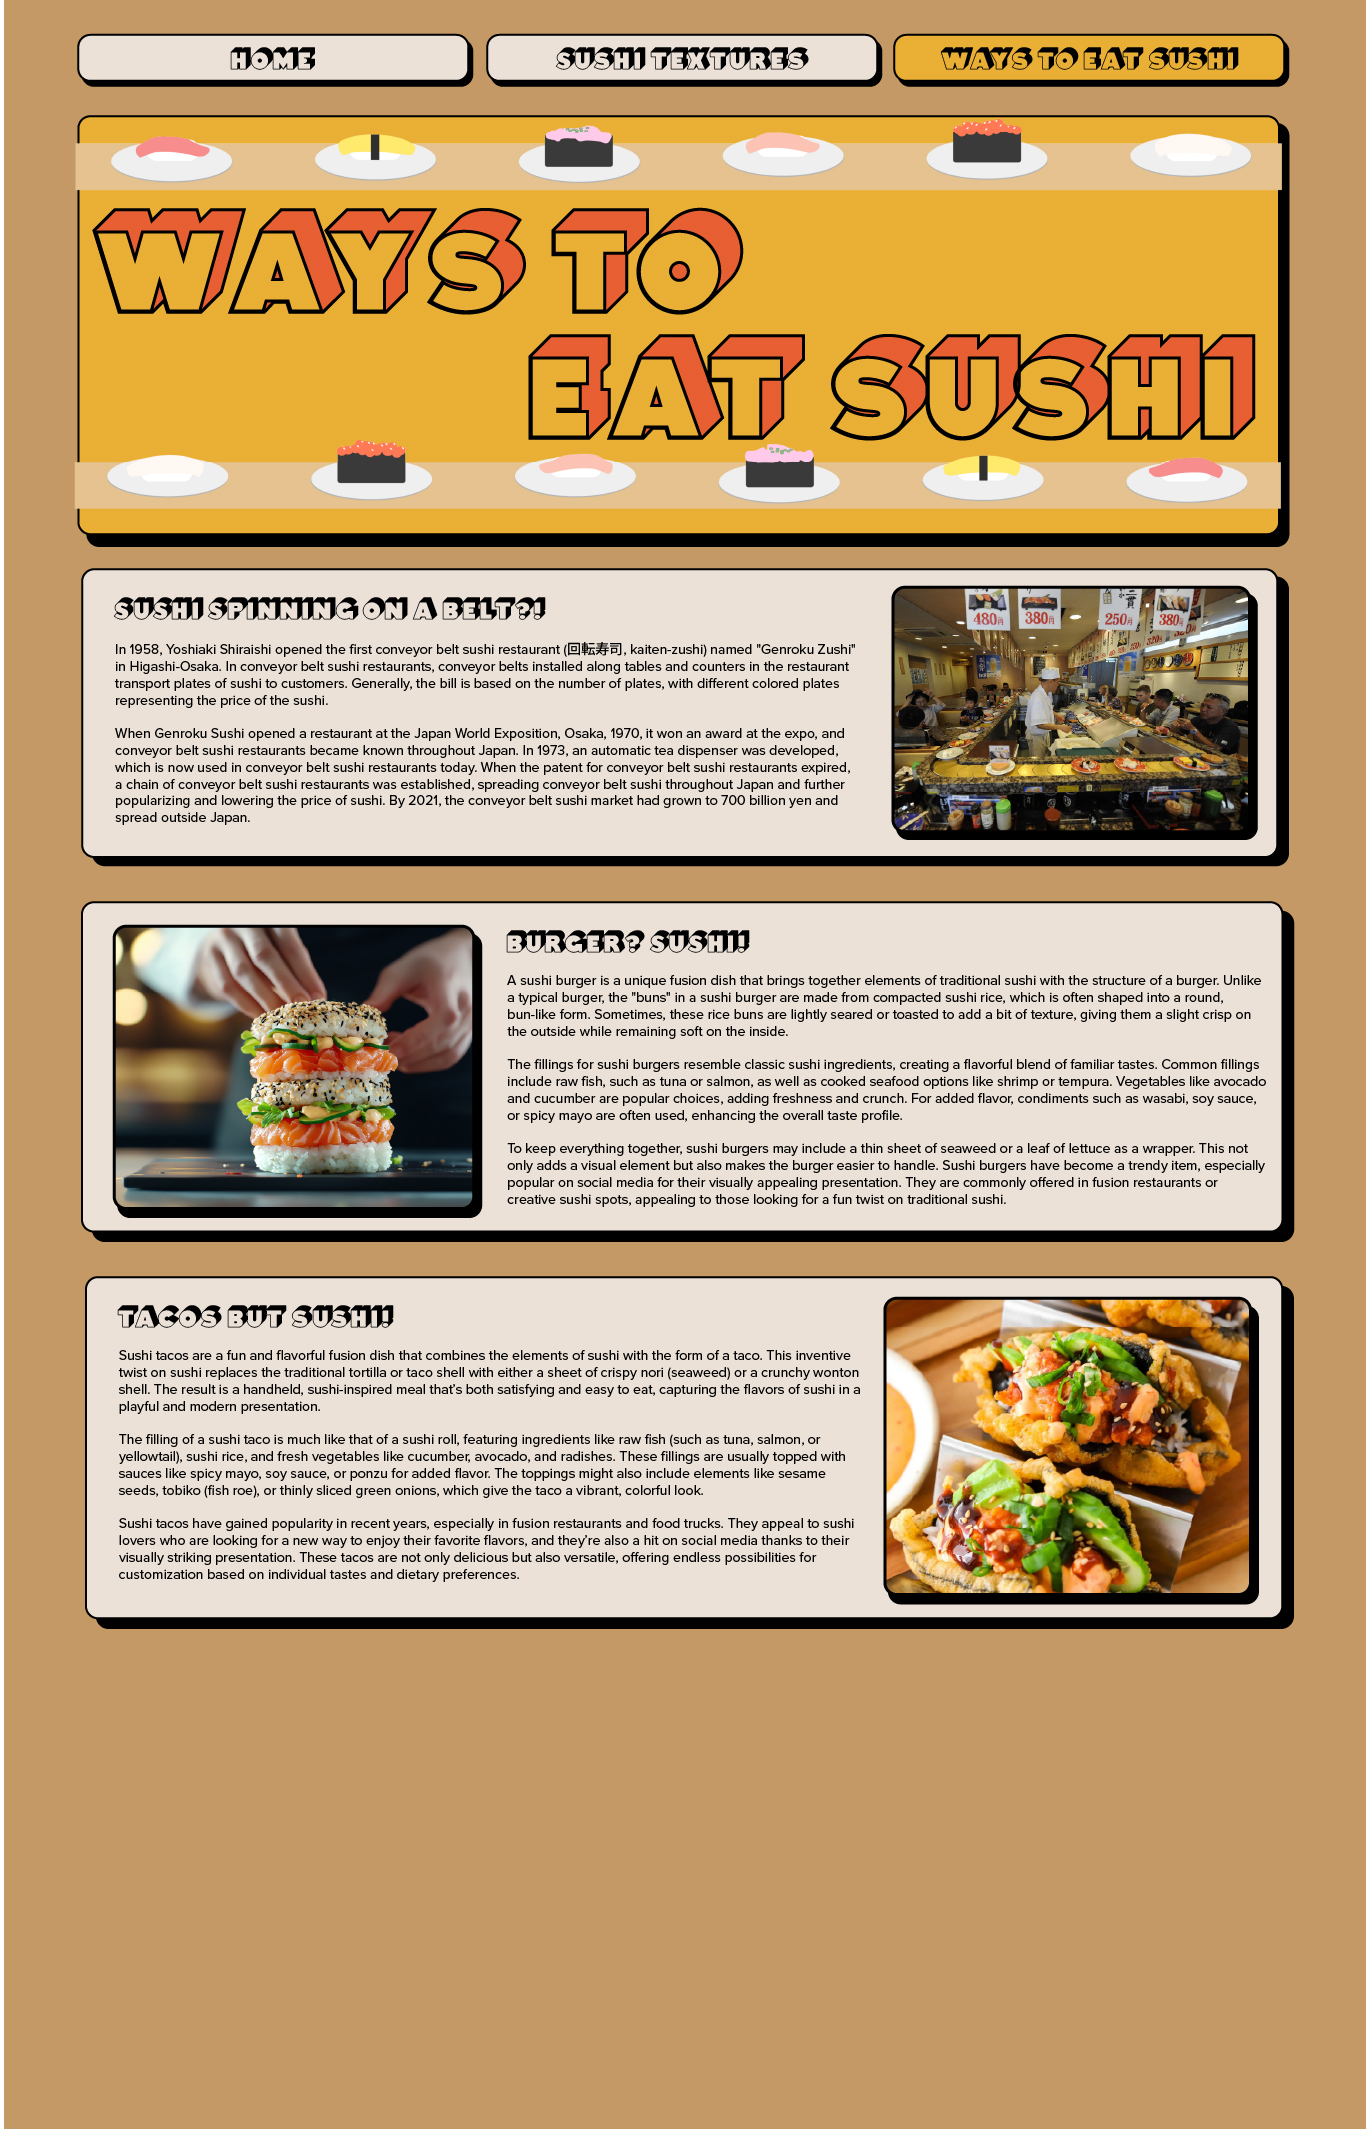 HOME
SUSHI TEXTURES
WAYS TO EAT SUSHI
WAYS TO
EAT SUSHI
SUSHI SPINNING ON A BELT?!
In 1958, Yoshiaki Shiraishi opened the first conveyor belt sushi restaurant (回転寿司, kaiten-zushi) named "Genroku Zushi"
in Higashi-Osaka. In conveyor belt sushi restaurants, conveyor belts installed along tables and counters in the restaurant
transport plates of sushi to customers. Generally, the bill is based on the number of plates, with different colored plates
representing the price of the sushi.
When Genroku Sushi opened a restaurant at the Japan World Exposition, Osaka, 1970, it won an award at the expo, and
conveyor belt sushi restaurants became known throughout Japan. In 1973, an automatic tea dispenser was developed,
which is now used in conveyor belt sushi restaurants today. When the patent for conveyor belt sushi restaurants expired,
a chain of conveyor belt sushi restaurants was established, spreading conveyor belt sushi throughout Japan and further
popularizing and lowering the price of sushi. By 2021, the conveyor belt sushi market had grown to 700 billion yen and
spread outside Japan.
480円
380円
250円
380円
BURGER? SUSHI!
A sushi burger is a unique fusion dish that brings together elements of traditional sushi with the structure of a burger. Unlike
a typical burger, the "buns" in a sushi burger are made from compacted sushi rice, which is often shaped into a round,
bun-like form. Sometimes, these rice buns are lightly seared or toasted to add a bit of texture, giving them a slight crisp on
the outside while remaining soft on the inside.
The fillings for sushi burgers resemble classic sushi ingredients, creating a flavorful blend of familiar tastes. Common fillings
include raw fish, such as tuna or salmon, as well as cooked seafood options like shrimp or tempura. Vegetables like avocado
and cucumber are popular choices, adding freshness and crunch. For added flavor, condiments such as wasabi, soy sauce,
or spicy mayo are often used, enhancing the overall taste profile.
To keep everything together, sushi burgers may include a thin sheet of seaweed or a leaf of lettuce as a wrapper. This not
only adds a visual element but also makes the burger easier to handle. Sushi burgers have become a trendy item, especially
popular on social media for their visually appealing presentation. They are commonly offered in fusion restaurants or
creative sushi spots, appealing to those looking for a fun twist on traditional sushi.
TACOS BUT SUSHI!
Sushi tacos are a fun and flavorful fusion dish that combines the elements of sushi with the form of a taco. This inventive
twist on sushi replaces the traditional tortilla or taco shell with either a sheet of crispy nori (seaweed) or a crunchy wonton
shell. The result is a handheld, sushi-inspired meal that's both satisfying and easy to eat, capturing the flavors of sushi in a
playful and modern presentation.
The filling of a sushi taco is much like that of a sushi roll, featuring ingredients like raw fish (such as tuna, salmon, or
yellowtail), sushi rice, and fresh vegetables like cucumber, avocado, and radishes. These fillings are usually topped with
sauces like spicy mayo, soy sauce, or ponzu for added flavor. The toppings might also include elements like sesame
seeds, tobiko (fish roe), or thinly sliced green onions, which give the taco a vibrant, colorful look.
Sushi tacos have gained popularity in recent years, especially in fusion restaurants and food trucks. They appeal to sushi
lovers who are looking for a new way to enjoy their favorite flavors, and they're also a hit on social media thanks to their
visually striking presentation. These tacos are not only delicious but also versatile, offering endless possibilities for
customization based on individual tastes and dietary preferences.